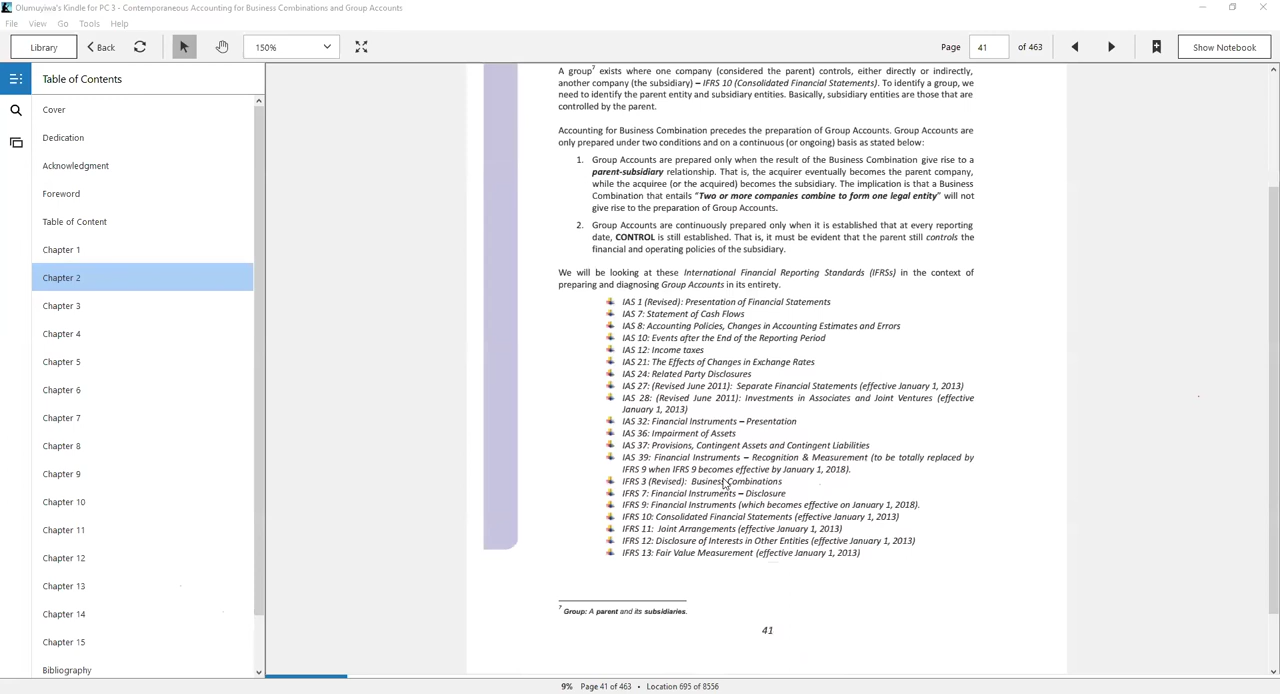 Olumuyiwa's Kindle for PC 3 - Contemporaneous Accounting for Business Combinations and Group Accounts
File View Go Tools Help
Library Back 150% Page 41 of 463 Show Notebook
Table of Contents
Cover
Dedication
Acknowledgment
Foreword
Table of Content
Chapter 1
Chapter 2
Chapter 3
Chapter 4
Chapter 5
Chapter 6
Chapter 7
Chapter 8
Chapter 9
Chapter 10
Chapter 11
Chapter 12
Chapter 13
Chapter 14
Chapter 15
Bibliography
A group⁷ exists where one company (considered the parent) controls, either directly or indirectly,
another company (the subsidiary) – IFRS 10 (Consolidated Financial Statements). To identify a group, we
need to identify the parent entity and subsidiary entities. Basically, subsidiary entities are those that are
controlled by the parent.
Accounting for Business Combination precedes the preparation of Group Accounts. Group Accounts are
only prepared under two conditions and on a continuous (or ongoing) basis as stated below:
1. Group Accounts are prepared only when the result of the Business Combination give rise to a
parent-subsidiary relationship. That is, the acquirer eventually becomes the parent company,
while the acquiree (or the acquired) becomes the subsidiary. The implication is that a Business
Combination that entails “Two or more companies combine to form one legal entity” will not
give rise to the preparation of Group Accounts.
2. Group Accounts are continuously prepared only when it is established that at every reporting
date, CONTROL is still established. That is, it must be evident that the parent still controls the
financial and operating policies of the subsidiary.
We will be looking at these International Financial Reporting Standards (IFRSs) in the context of
preparing and diagnosing Group Accounts in its entirety.
IAS 1 (Revised): Presentation of Financial Statements
IAS 7: Statement of Cash Flows
IAS 8: Accounting Policies, Changes in Accounting Estimates and Errors
IAS 10: Events after the End of the Reporting Period
IAS 12: Income taxes
IAS 21: The Effects of Changes in Exchange Rates
IAS 24: Related Party Disclosures
IAS 27: (Revised June 2011): Separate Financial Statements (effective January 1, 2013)
IAS 28: (Revised June 2011): Investments in Associates and Joint Ventures (effective
January 1, 2013)
IAS 32: Financial Instruments – Presentation
IAS 36: Impairment of Assets
IAS 37: Provisions, Contingent Assets and Contingent Liabilities
IAS 39: Financial Instruments – Recognition & Measurement (to be totally replaced by
IFRS 9 when IFRS 9 becomes effective by January 1, 2018).
IFRS 3 (Revised): Business Combinations
IFRS 7: Financial Instruments – Disclosure
IFRS 9: Financial Instruments (which becomes effective on January 1, 2018).
IFRS 10: Consolidated Financial Statements (effective January 1, 2013)
IFRS 11: Joint Arrangements (effective January 1, 2013)
IFRS 12: Disclosure of Interests in Other Entities (effective January 1, 2013)
IFRS 13: Fair Value Measurement (effective January 1, 2013)
⁷ Group: A parent and its subsidiaries.
41
9% Page 41 of 463 • Location 695 of 8556